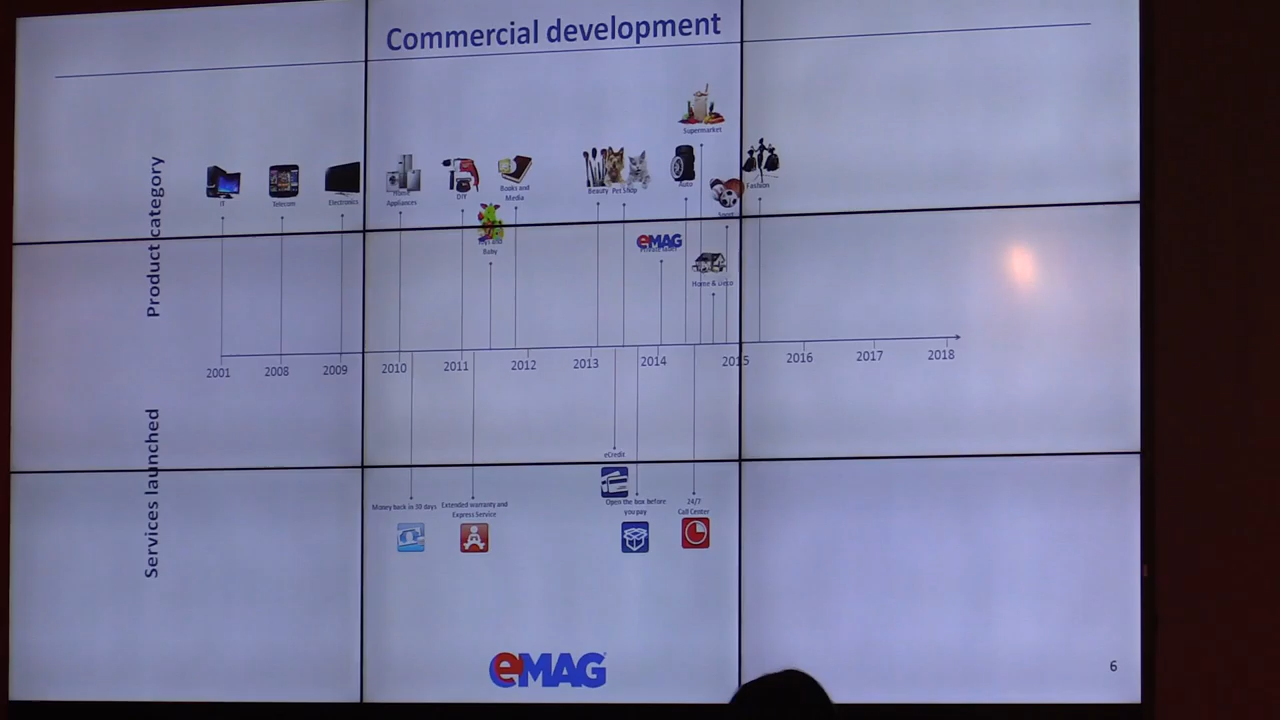 Commercial development
Product category
Supermarket
IT
Telecom
Electronics
Home
Appliances
DIY
Books and
Media
Beauty
Pet Shop
Auto
Sport
Fashion
Toys and
Baby
eMAG
Private label
Home & Deco
2001
2008
2009
2010
2011
2012
2013
2014
2015
2016
2017
2018
Services launched
eCredit
Money back in 30 days
Extended warranty and
Express Service
Open the box before
you pay
24/7
Call Center
eMAG
6